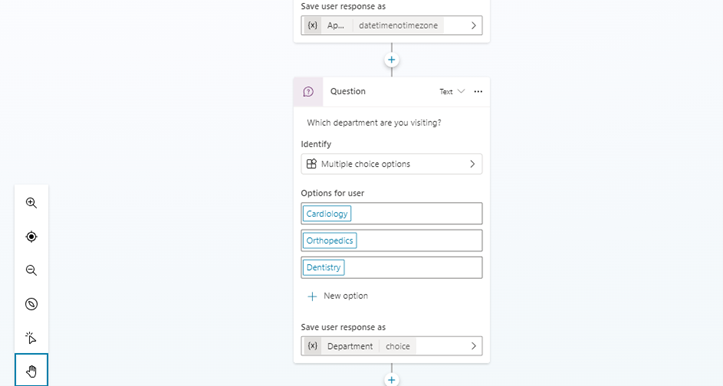 Save user response as
{x} Ap... datetimenotimezone
Question Text ...
Which department are you visiting?
Identify
Multiple choice options
Options for user
Cardiology
Orthopedics
Dentistry
+ New option
Save user response as
{x} Department choice